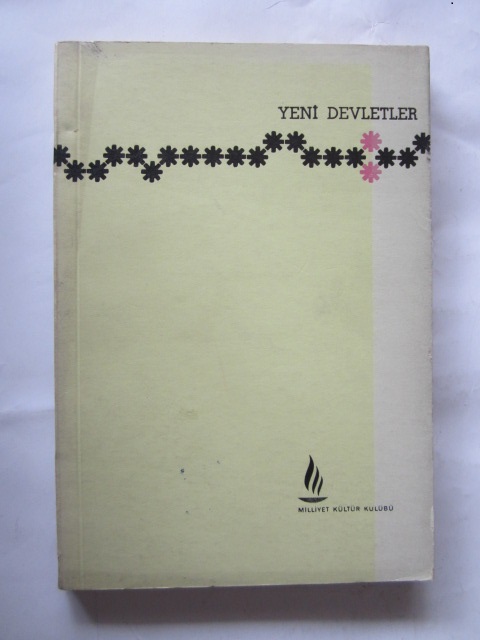 YENİ DEVLETLER
MİLLİYET KÜLTÜR KULÜBÜ